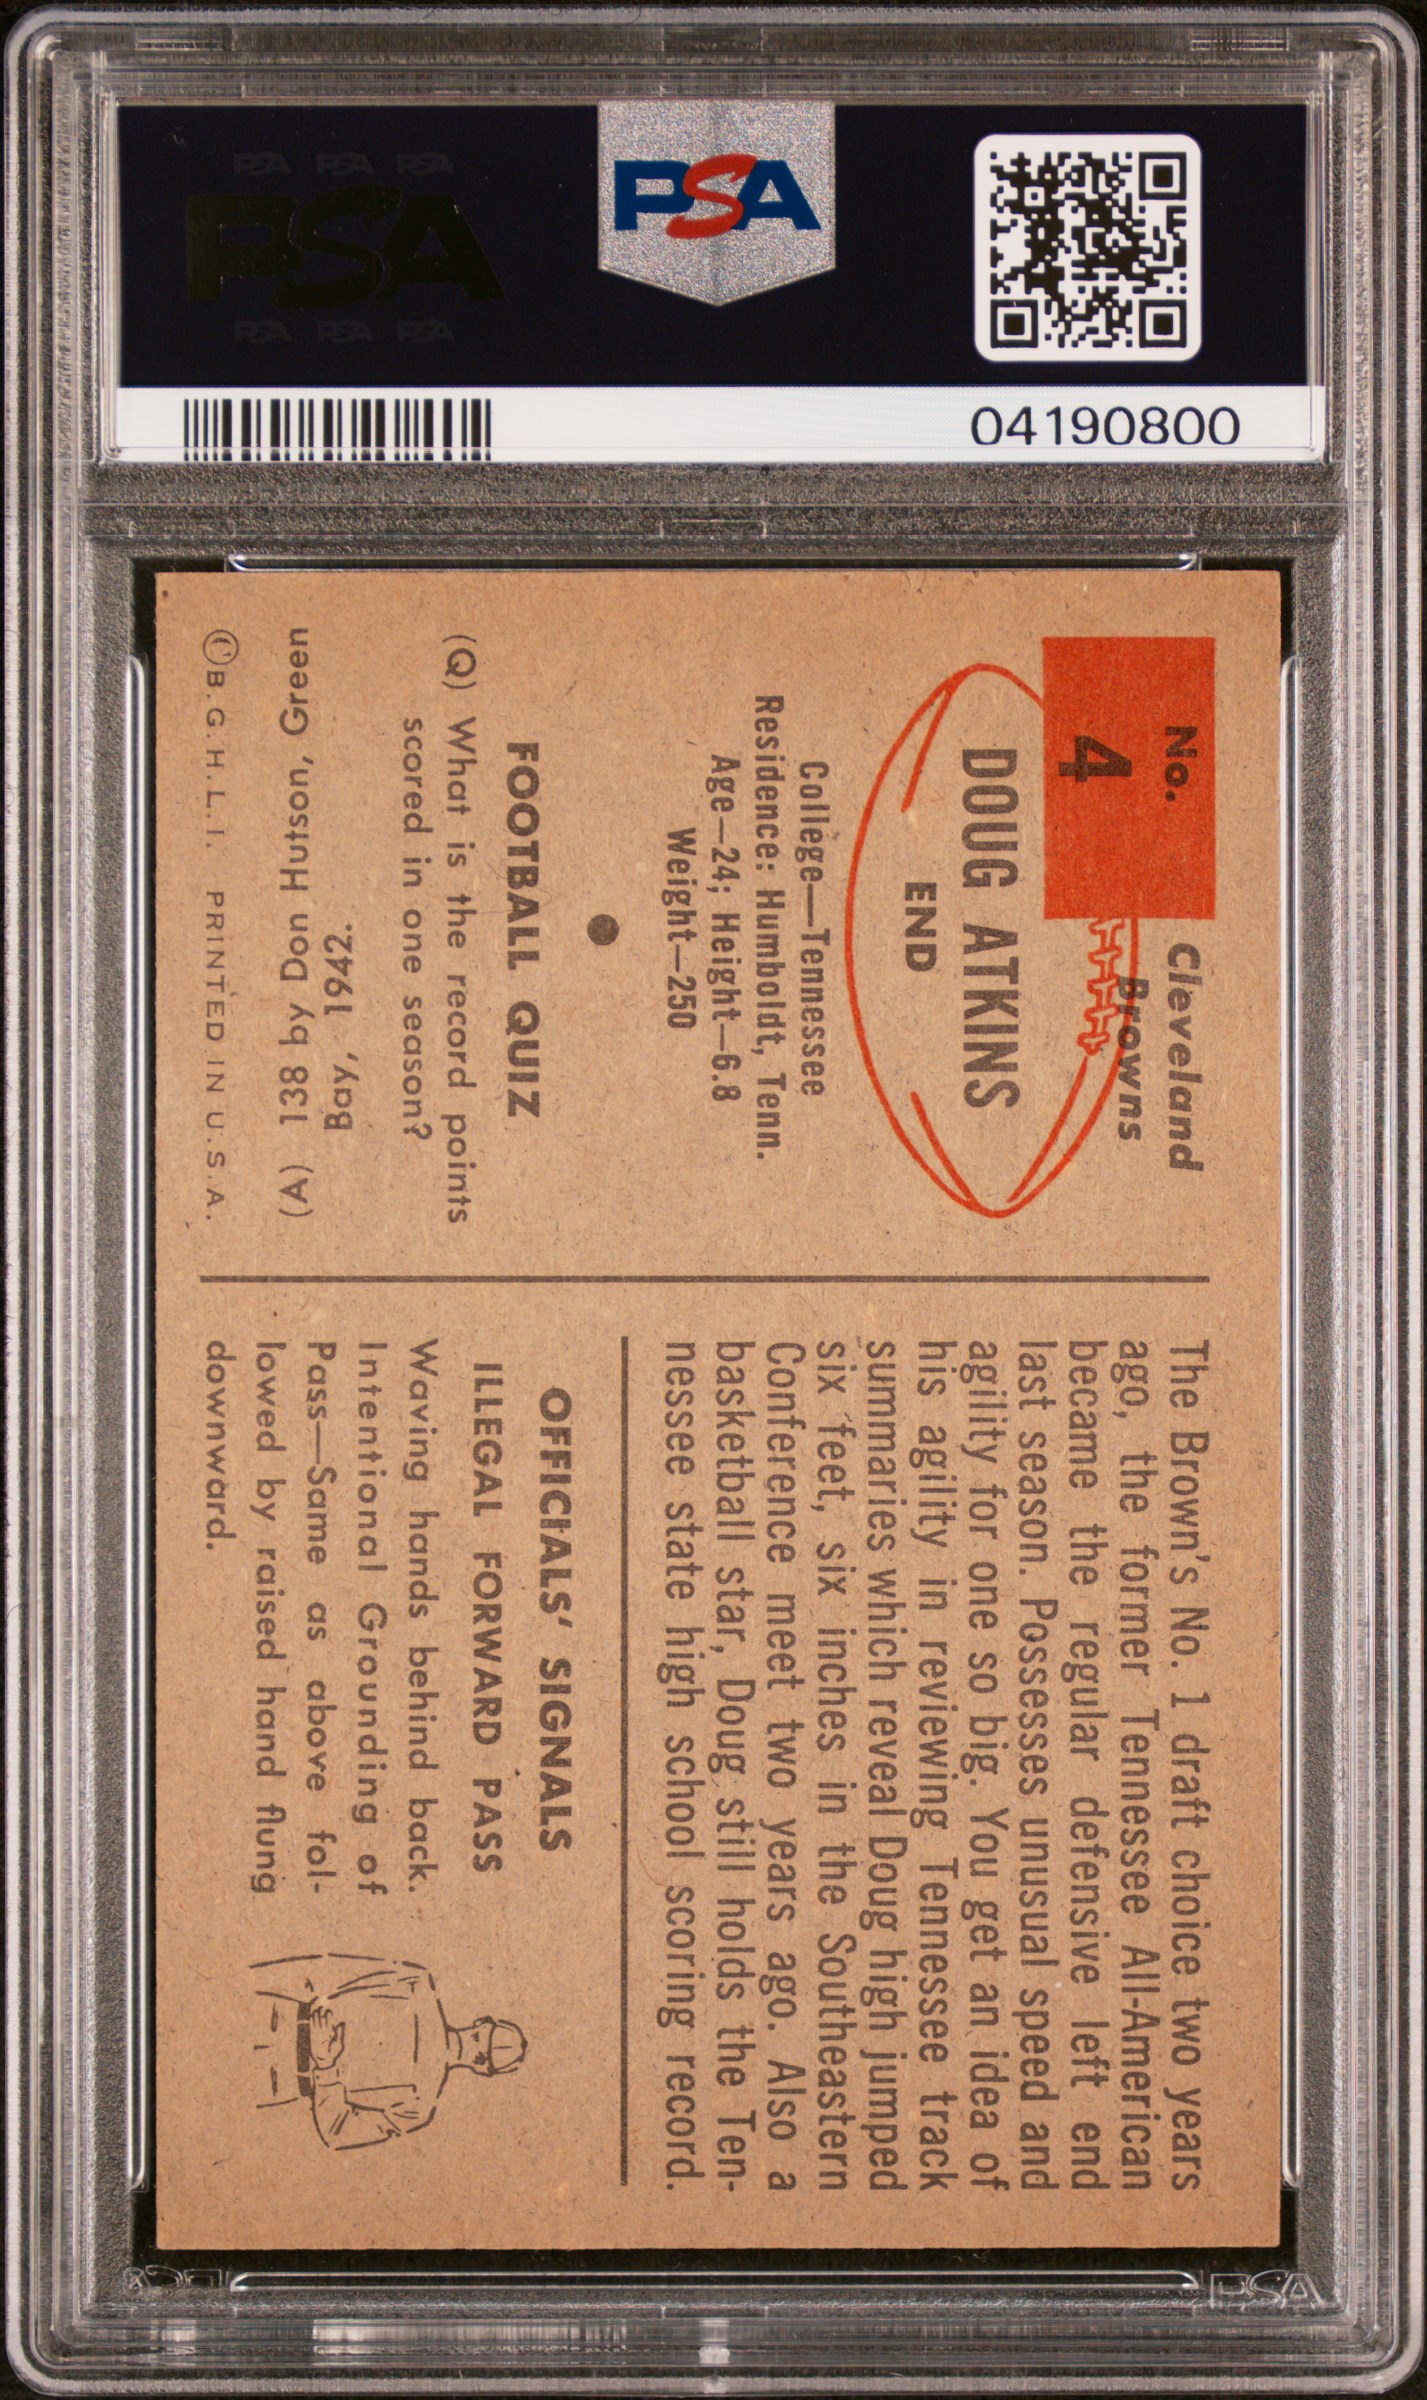 PSA PSA PSA
PSA
PSA PSA PSA
PSA
04190800
No.
4
Cleveland
Browns
DOUG ATKINS
END
College—Tennessee
Residence: Humboldt, Tenn.
Age—24; Height—6.8
Weight—250
FOOTBALL QUIZ
(Q) What is the record points
scored in one season?
(A) 138 by Don Hutson, Green
Bay, 1942.
© B. G. H. L. I. PRINTED IN U. S. A.
The Brown's No. 1 draft choice two years
ago, the former Tennessee All-American
became the regular defensive left end
last season. Possesses unusual speed and
agility for one so big. You get an idea of
his agility in reviewing Tennessee track
summaries which reveal Doug high jumped
six feet, six inches in the Southeastern
Conference meet two years ago. Also a
basketball star, Doug still holds the Ten-
nessee state high school scoring record.
OFFICIALS' SIGNALS
ILLEGAL FORWARD PASS
Waving hands behind back.
Intentional Grounding of
Pass—Same as above fol-
lowed by raised hand flung
downward.
PSA